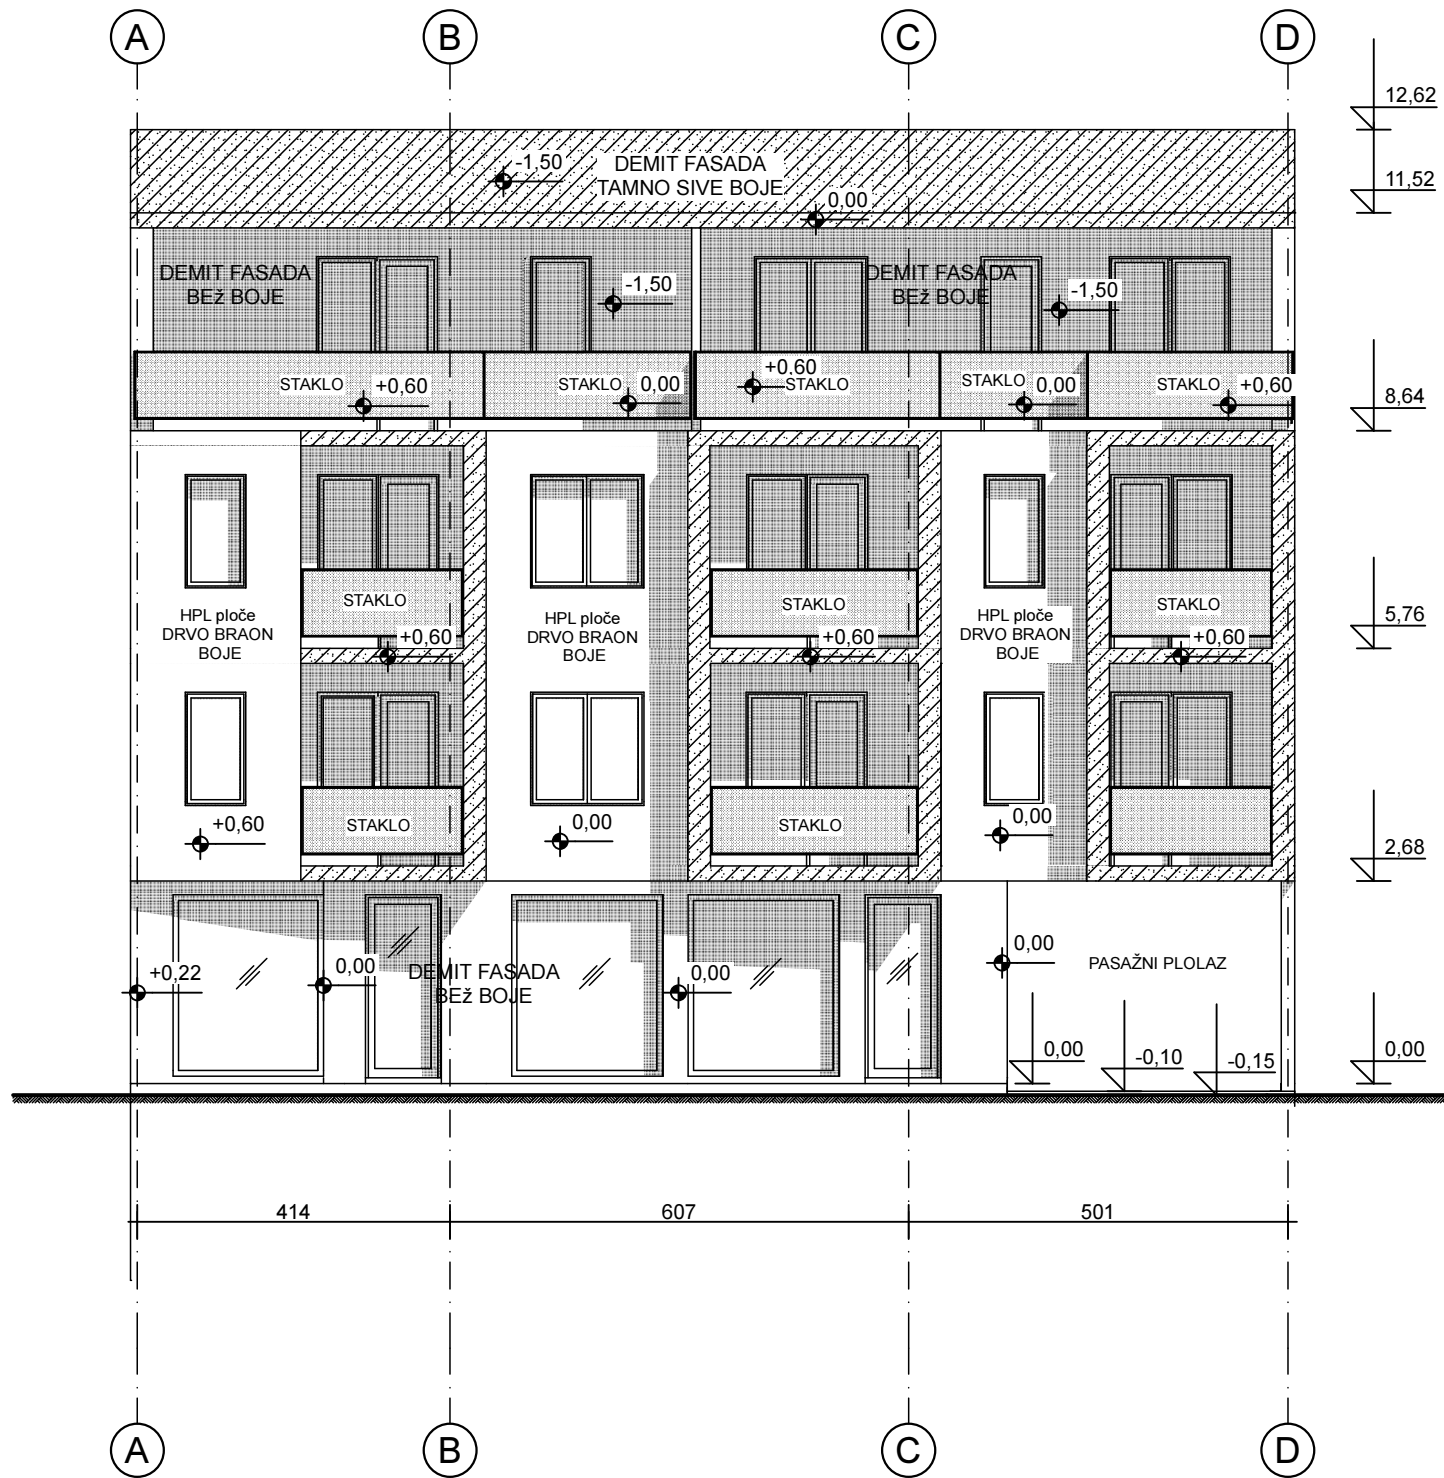 A
B
C
D
12,62
-1,50
DEMIT FASADA
TAMNO SIVE BOJE
11,52
0,00
DEMIT FASADA
BEž BOJE
-1,50
DEMIT FASADA
BEž BOJE
-1,50
STAKLO
+0,60
STAKLO
0,00
+0,60
STAKLO
STAKLO
0,00
STAKLO
+0,60
8,64
STAKLO
STAKLO
STAKLO
HPL ploče
DRVO BRAON
BOJE
+0,60
HPL ploče
DRVO BRAON
BOJE
+0,60
HPL ploče
DRVO BRAON
BOJE
+0,60
5,76
+0,60
STAKLO
0,00
STAKLO
0,00
2,68
+0,22
0,00
DEMIT FASADA
BEž BOJE
0,00
0,00
PASAŽNI PLOLAZ
0,00
-0,10
-0,15
0,00
414
607
501
A
B
C
D